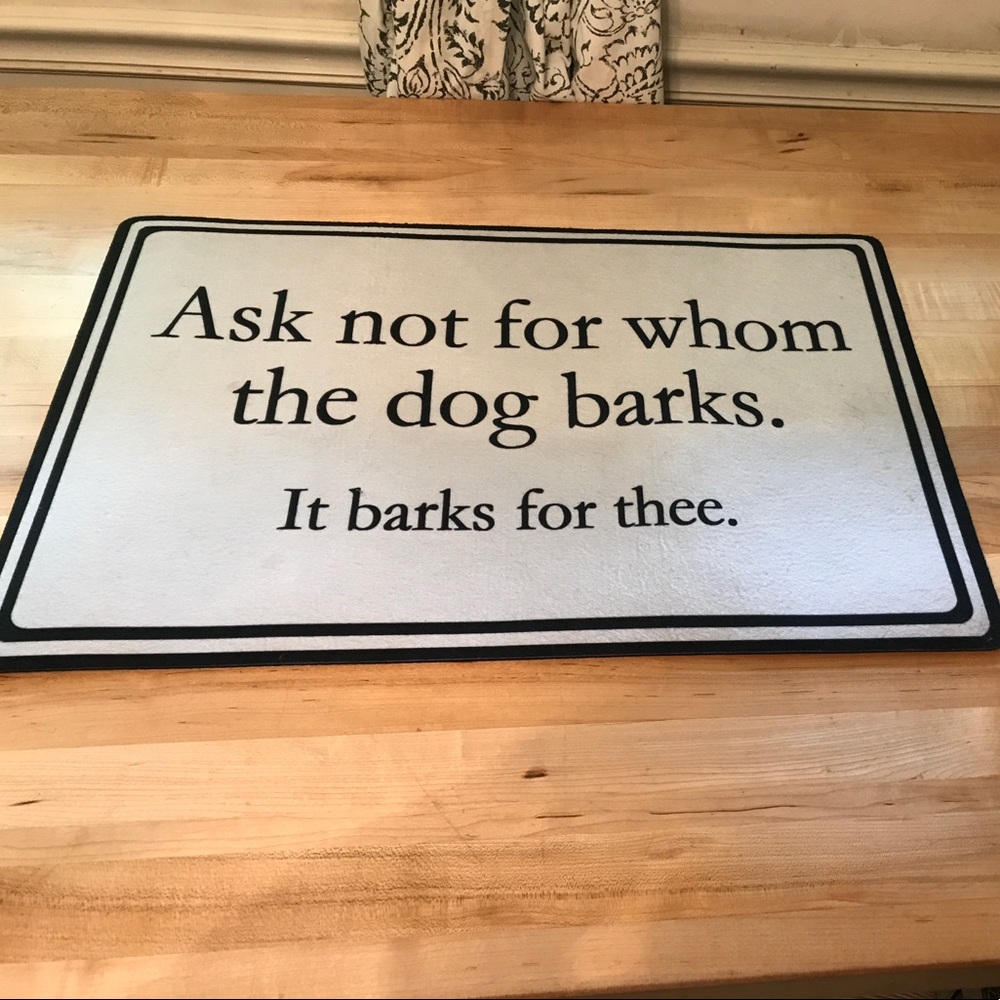 Ask not for whom
the dog barks.
It barks for thee.